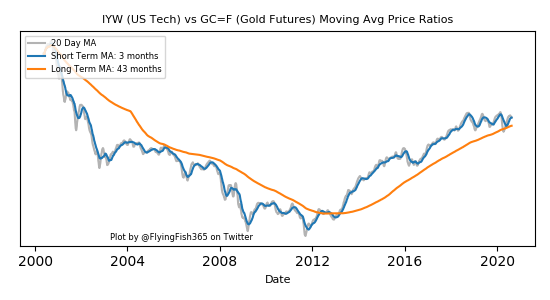 IYW (US Tech) vs GC=F (Gold Futures) Moving Avg Price Ratios
20 Day MA
Short Term MA: 3 months
Long Term MA: 43 months
Plot by @FlyingFish365 on Twitter
2000 2004 2008 2012 2016 2020
Date